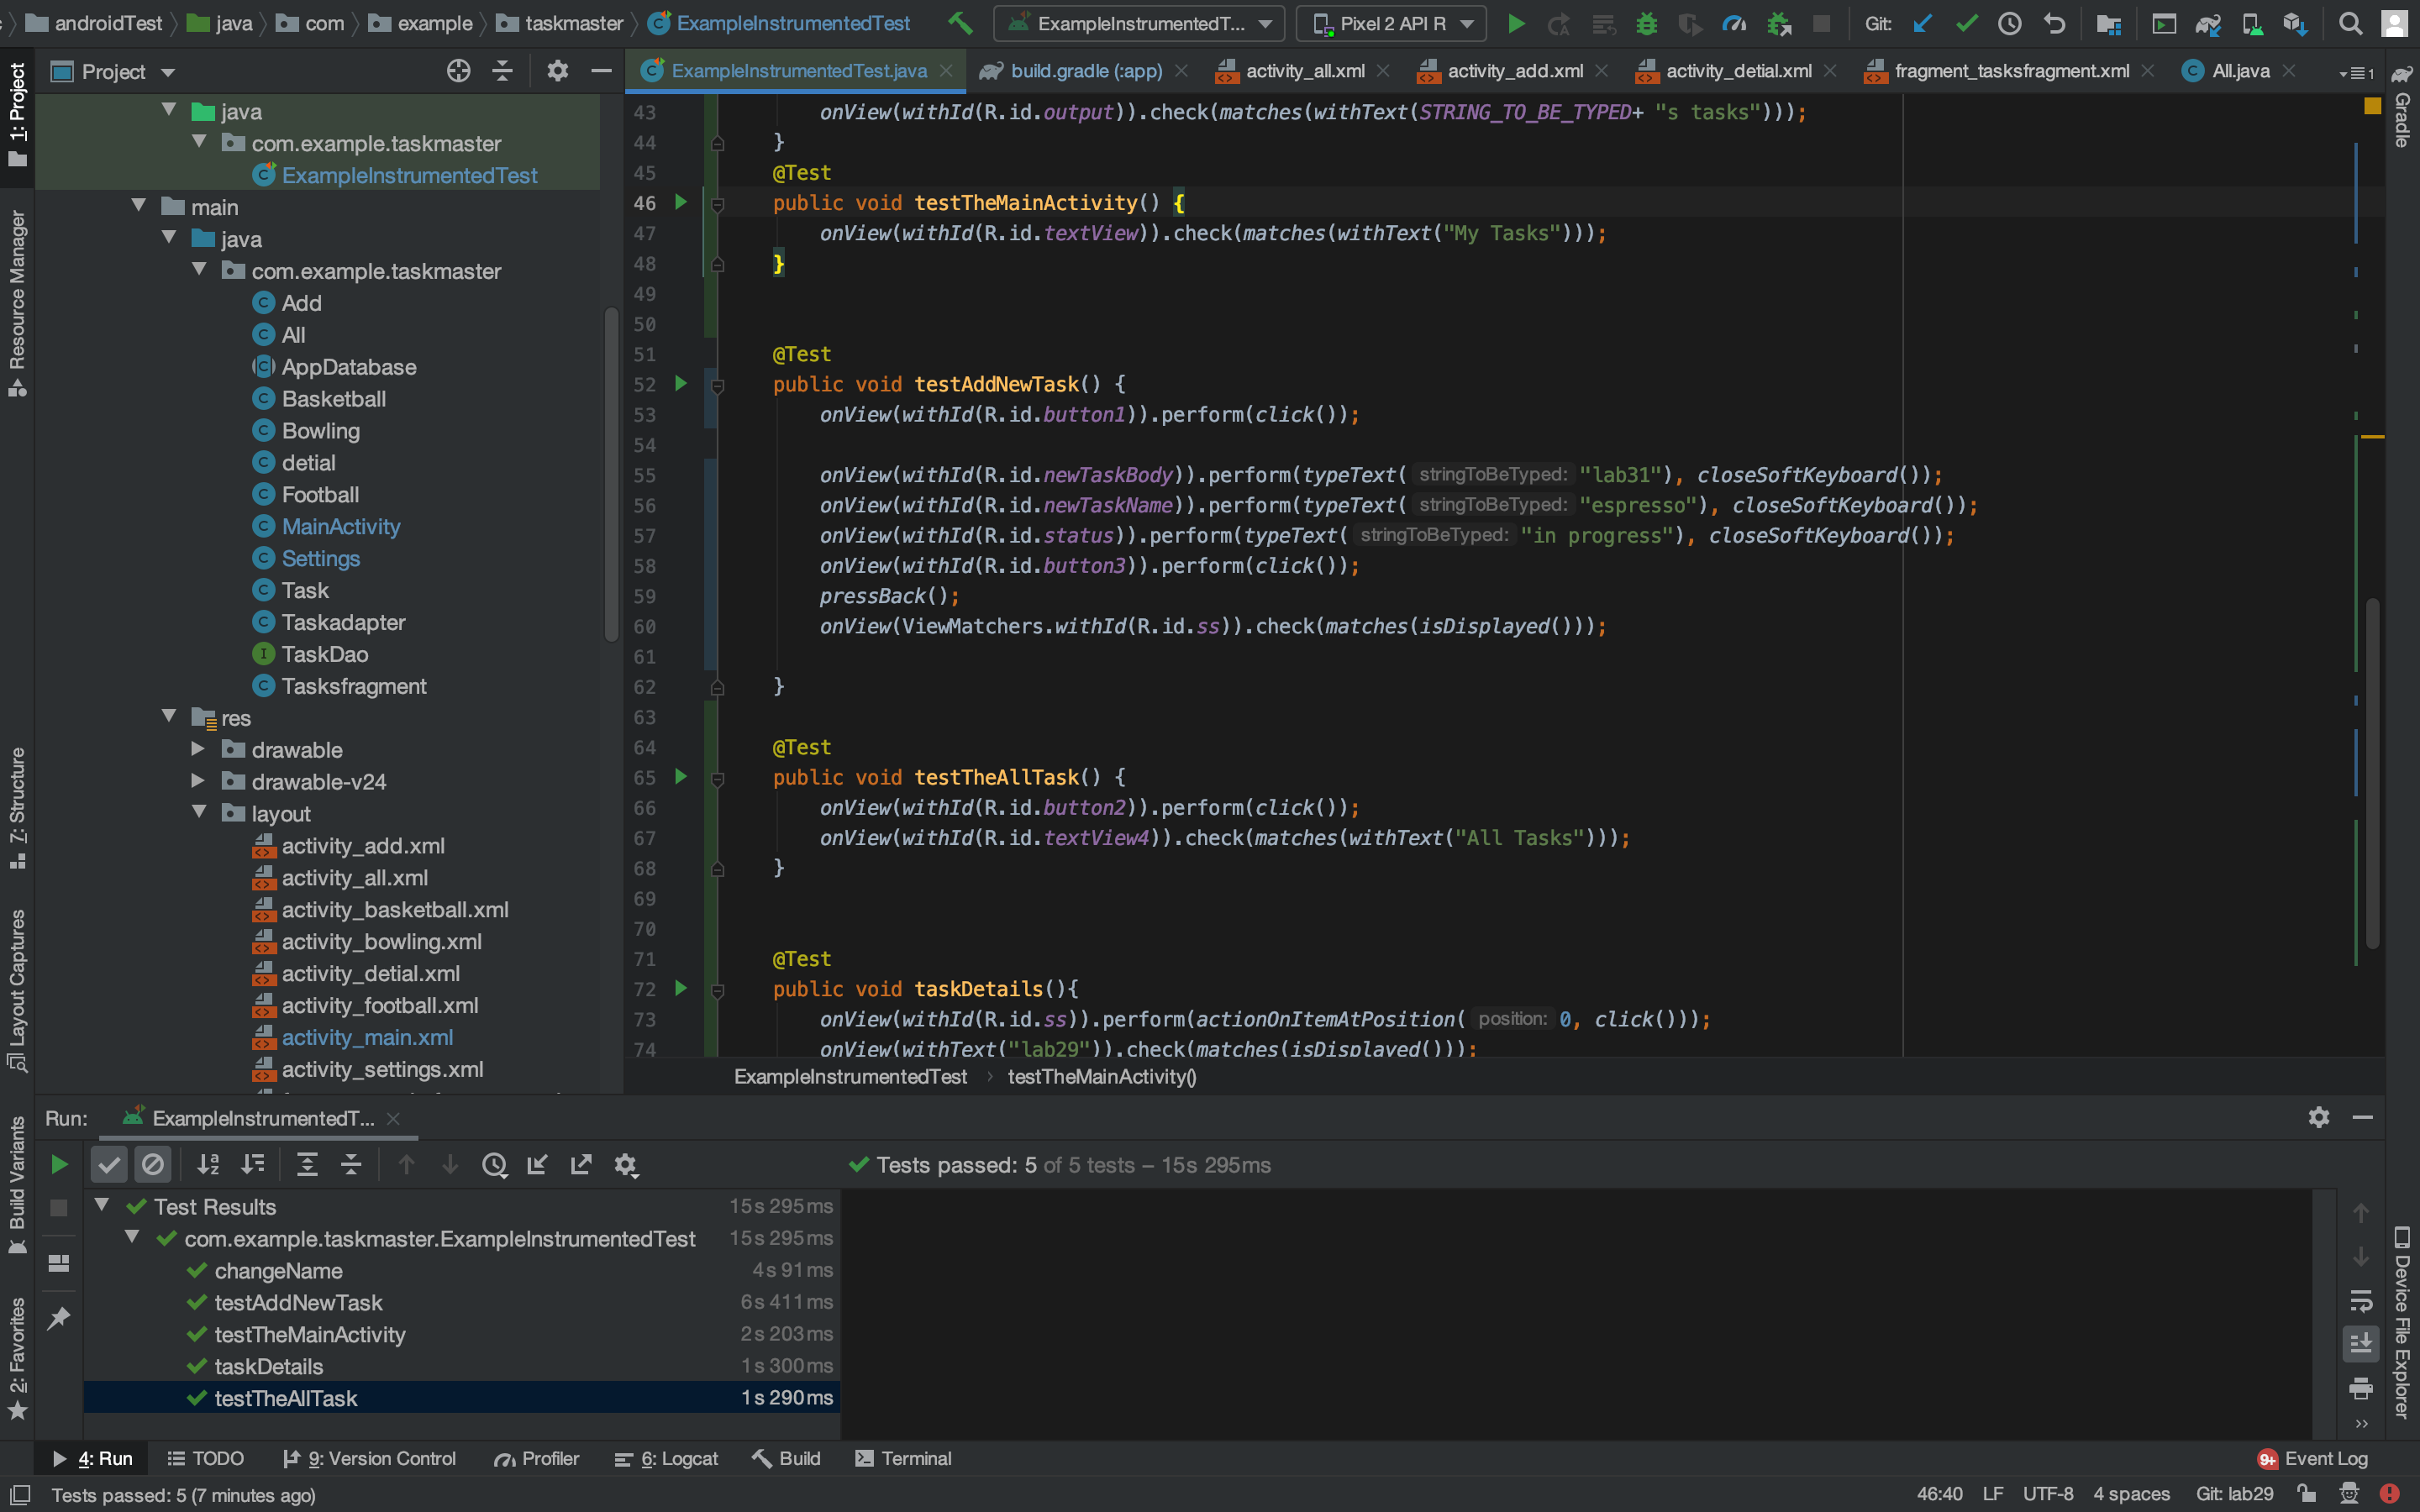 androidTest
java
com
example
taskmaster
ExampleInstrumentedTest
ExampleInstrumentedT...
Pixel 2 API R
Git:
Project
ExampleInstrumentedTest.java
build.gradle (:app)
activity_all.xml
activity_add.xml
activity_detial.xml
fragment_tasksfragment.xml
All.java
1
1: Project
Resource Manager
7: Structure
Layout Captures
Build Variants
2: Favorites
java
com.example.taskmaster
ExampleInstrumentedTest
main
java
com.example.taskmaster
Add
All
AppDatabase
Basketball
Bowling
detial
Football
MainActivity
Settings
Task
Taskadapter
TaskDao
Tasksfragment
res
drawable
drawable-v24
layout
activity_add.xml
activity_all.xml
activity_basketball.xml
activity_bowling.xml
activity_detial.xml
activity_football.xml
activity_main.xml
activity_settings.xml
43 onView(withId(R.id.output)).check(matches(withText(STRING_TO_BE_TYPED+ "s tasks")));
44 }
45 @Test
46 public void testTheMainActivity() {
47 onView(withId(R.id.textView)).check(matches(withText("My Tasks")));
48 }
49
50
51 @Test
52 public void testAddNewTask() {
53 onView(withId(R.id.button1)).perform(click());
54
55 onView(withId(R.id.newTaskBody)).perform(typeText( stringToBeTyped: "lab31"), closeSoftKeyboard());
56 onView(withId(R.id.newTaskName)).perform(typeText( stringToBeTyped: "espresso"), closeSoftKeyboard());
57 onView(withId(R.id.status)).perform(typeText( stringToBeTyped: "in progress"), closeSoftKeyboard());
58 onView(withId(R.id.button3)).perform(click());
59 pressBack();
60 onView(ViewMatchers.withId(R.id.ss)).check(matches(isDisplayed()));
61
62 }
63
64 @Test
65 public void testTheAllTask() {
66 onView(withId(R.id.button2)).perform(click());
67 onView(withId(R.id.textView4)).check(matches(withText("All Tasks")));
68 }
69
70
71 @Test
72 public void taskDetails(){
73 onView(withId(R.id.ss)).perform(actionOnItemAtPosition( position: 0, click()));
74 onView(withText("lab29")).check(matches(isDisplayed()));
ExampleInstrumentedTest › testTheMainActivity()
Gradle
Device File Explorer
Run: ExampleInstrumentedT...
Tests passed: 5 of 5 tests – 15s 295ms
Test Results 15s 295ms
com.example.taskmaster.ExampleInstrumentedTest 15s 295ms
changeName 4s 91ms
testAddNewTask 6s 411ms
testTheMainActivity 2s 203ms
taskDetails 1s 300ms
testTheAllTask 1s 290ms
4: Run
TODO
9: Version Control
Profiler
6: Logcat
Build
Terminal
9+ Event Log
Tests passed: 5 (7 minutes ago)
46:40 LF UTF-8 4 spaces Git: lab29